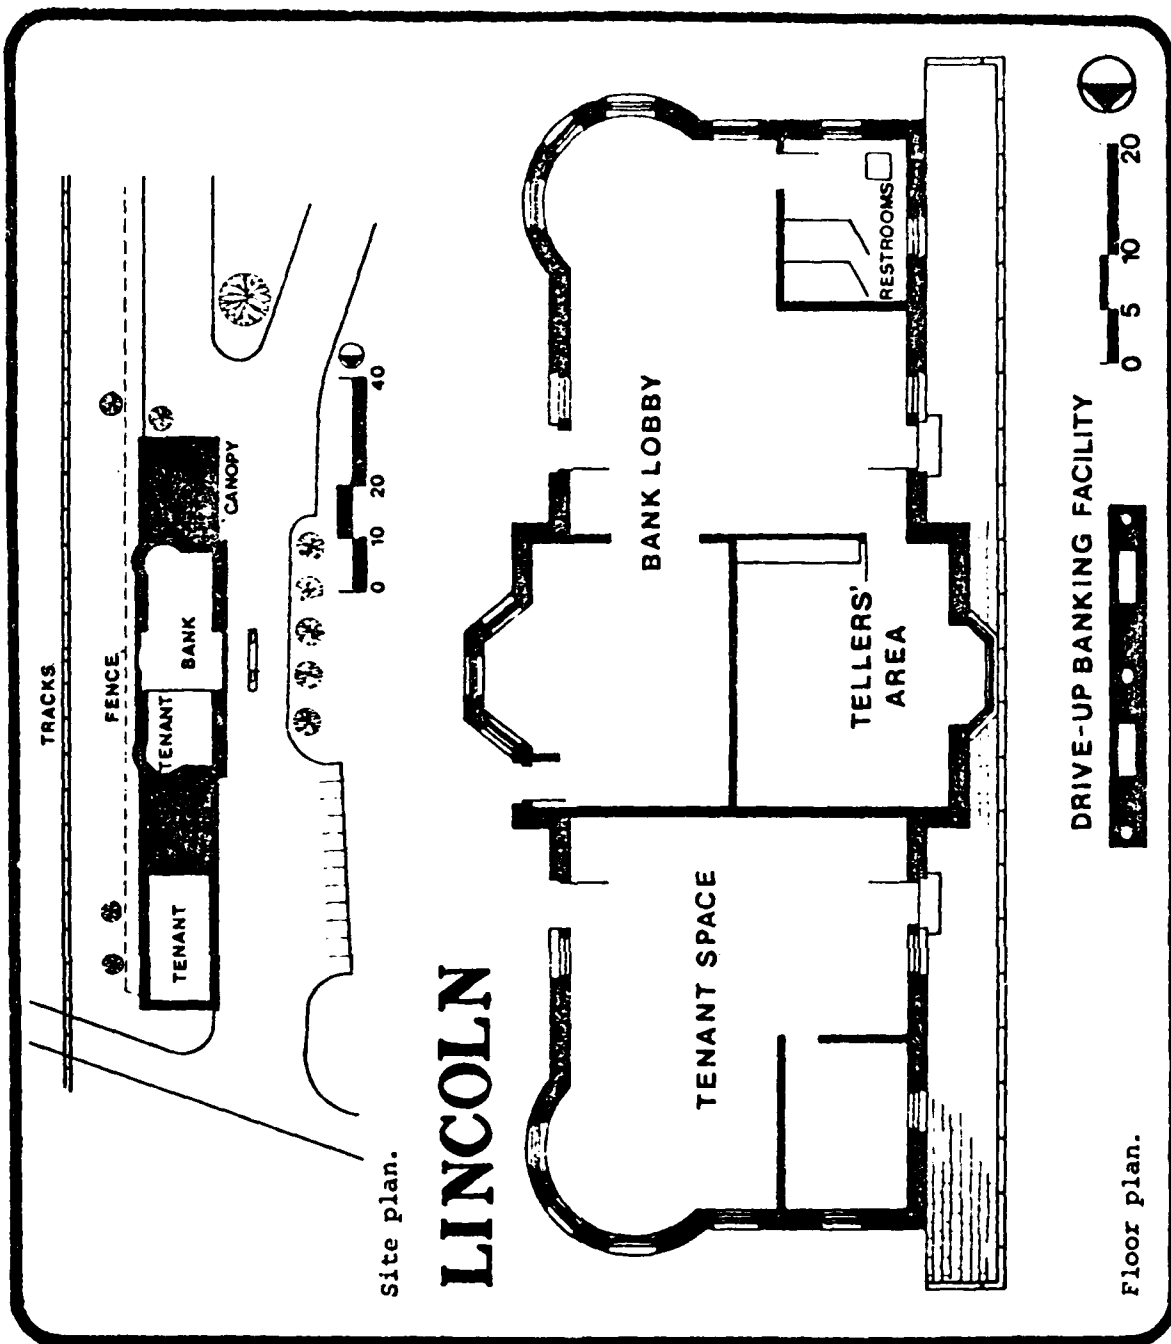 TRACKS
FENCE
TENANT
TENANT
BANK
CANOPY
0 10 20 40
Site plan.
LINCOLN
TENANT SPACE
BANK LOBBY
TELLERS'
AREA
RESTROOMS
DRIVE-UP BANKING FACILITY
0 5 10 20
Floor plan.